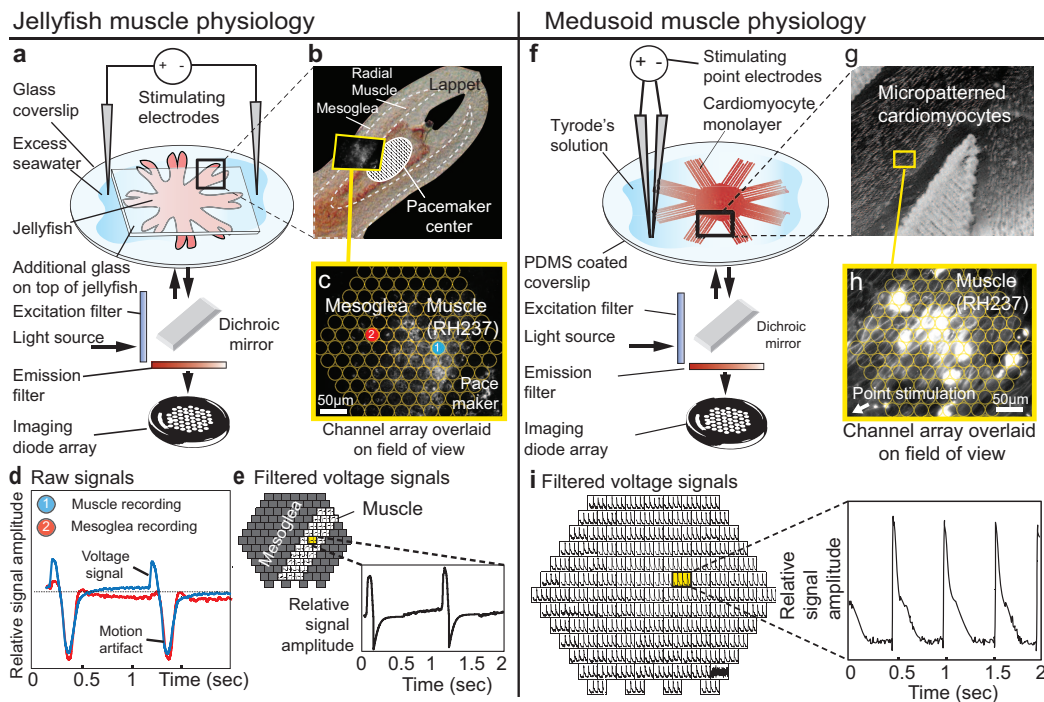 Jellyfish muscle physiology
a
+ -
Glass
coverslip
Stimulating
electrodes
Excess
seawater
Jellyfish
Additional glass
on top of jellyfish
Excitation filter
Light source
Dichroic
mirror
Emission
filter
Imaging
diode array
b
Radial
Muscle
Mesoglea
Lappet
Pacemaker
center
c
Mesoglea
Muscle
(RH237)
2
1
Pace
maker
50µm
Channel array overlaid
on field of view
d Raw signals
1 Muscle recording
2 Mesoglea recording
Voltage
signal
Motion
artifact
Relative signal amplitude
0 0.5 1 Time (sec)
e Filtered voltage signals
Mesoglea
Muscle
Relative
signal
amplitude
0 0.5 1 1.5 2
Time (sec)
Medusoid muscle physiology
f
+ -
Stimulating
point electrodes
Cardiomyocyte
monolayer
Tyrode's
solution
PDMS coated
coverslip
Excitation filter
Light source
Dichroic
mirror
Emission
filter
Imaging
diode array
g
Micropatterned
cardiomyocytes
h
Muscle
(RH237)
Point stimulation
50µm
Channel array overlaid
on field of view
i Filtered voltage signals
Relative
signal
amplitude
0 0.5 1 1.5 2
Time (sec)